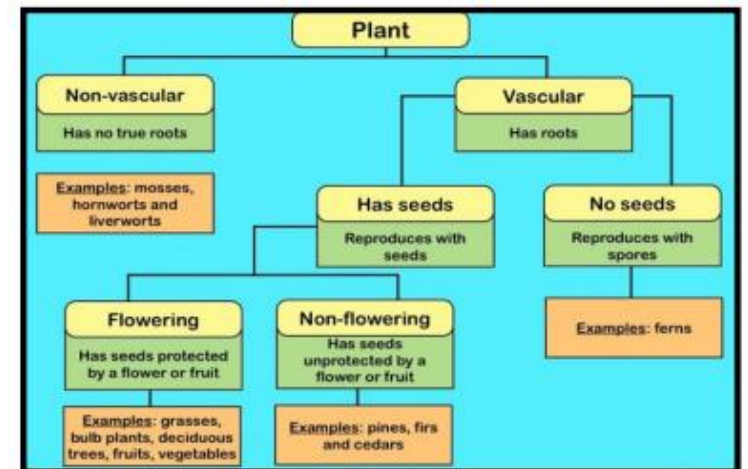 Plant
Non-vascular
Has no true roots
Examples: mosses,
hornworts and
liverworts
Vascular
Has roots
Has seeds
Reproduces with
seeds
No seeds
Reproduces with
spores
Examples: ferns
Flowering
Has seeds protected
by a flower or fruit
Examples: grasses,
bulb plants, deciduous
trees, fruits, vegetables
Non-flowering
Has seeds
unprotected by a
flower or fruit
Examples: pines, firs
and cedars